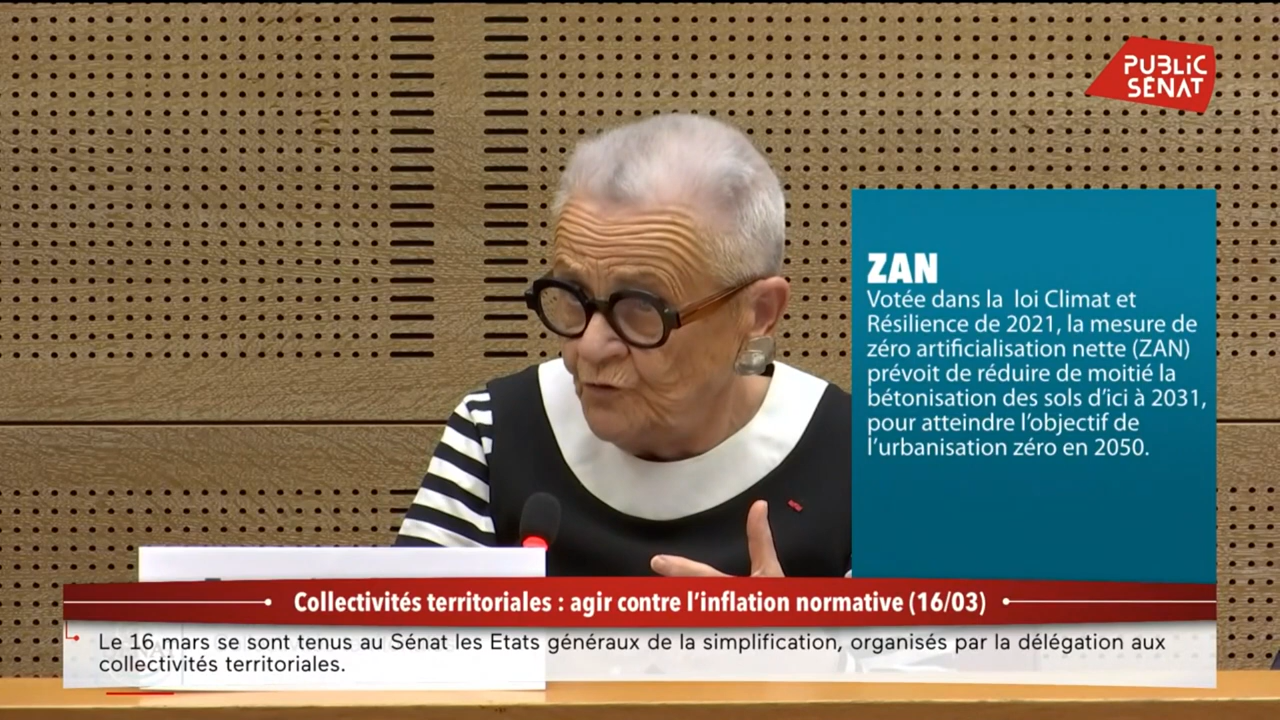 PUBLIC
SÉNAT
ZAN
Votée dans la loi Climat et
Résilience de 2021, la mesure de
zéro artificialisation nette (ZAN)
prévoit de réduire de moitié la
bétonisation des sols d'ici à 2031,
pour atteindre l'objectif de
l'urbanisation zéro en 2050.
Collectivités territoriales : agir contre l'inflation normative (16/03)
Le 16 mars se sont tenus au Sénat les Etats généraux de la simplification, organisés par la délégation aux
collectivités territoriales.